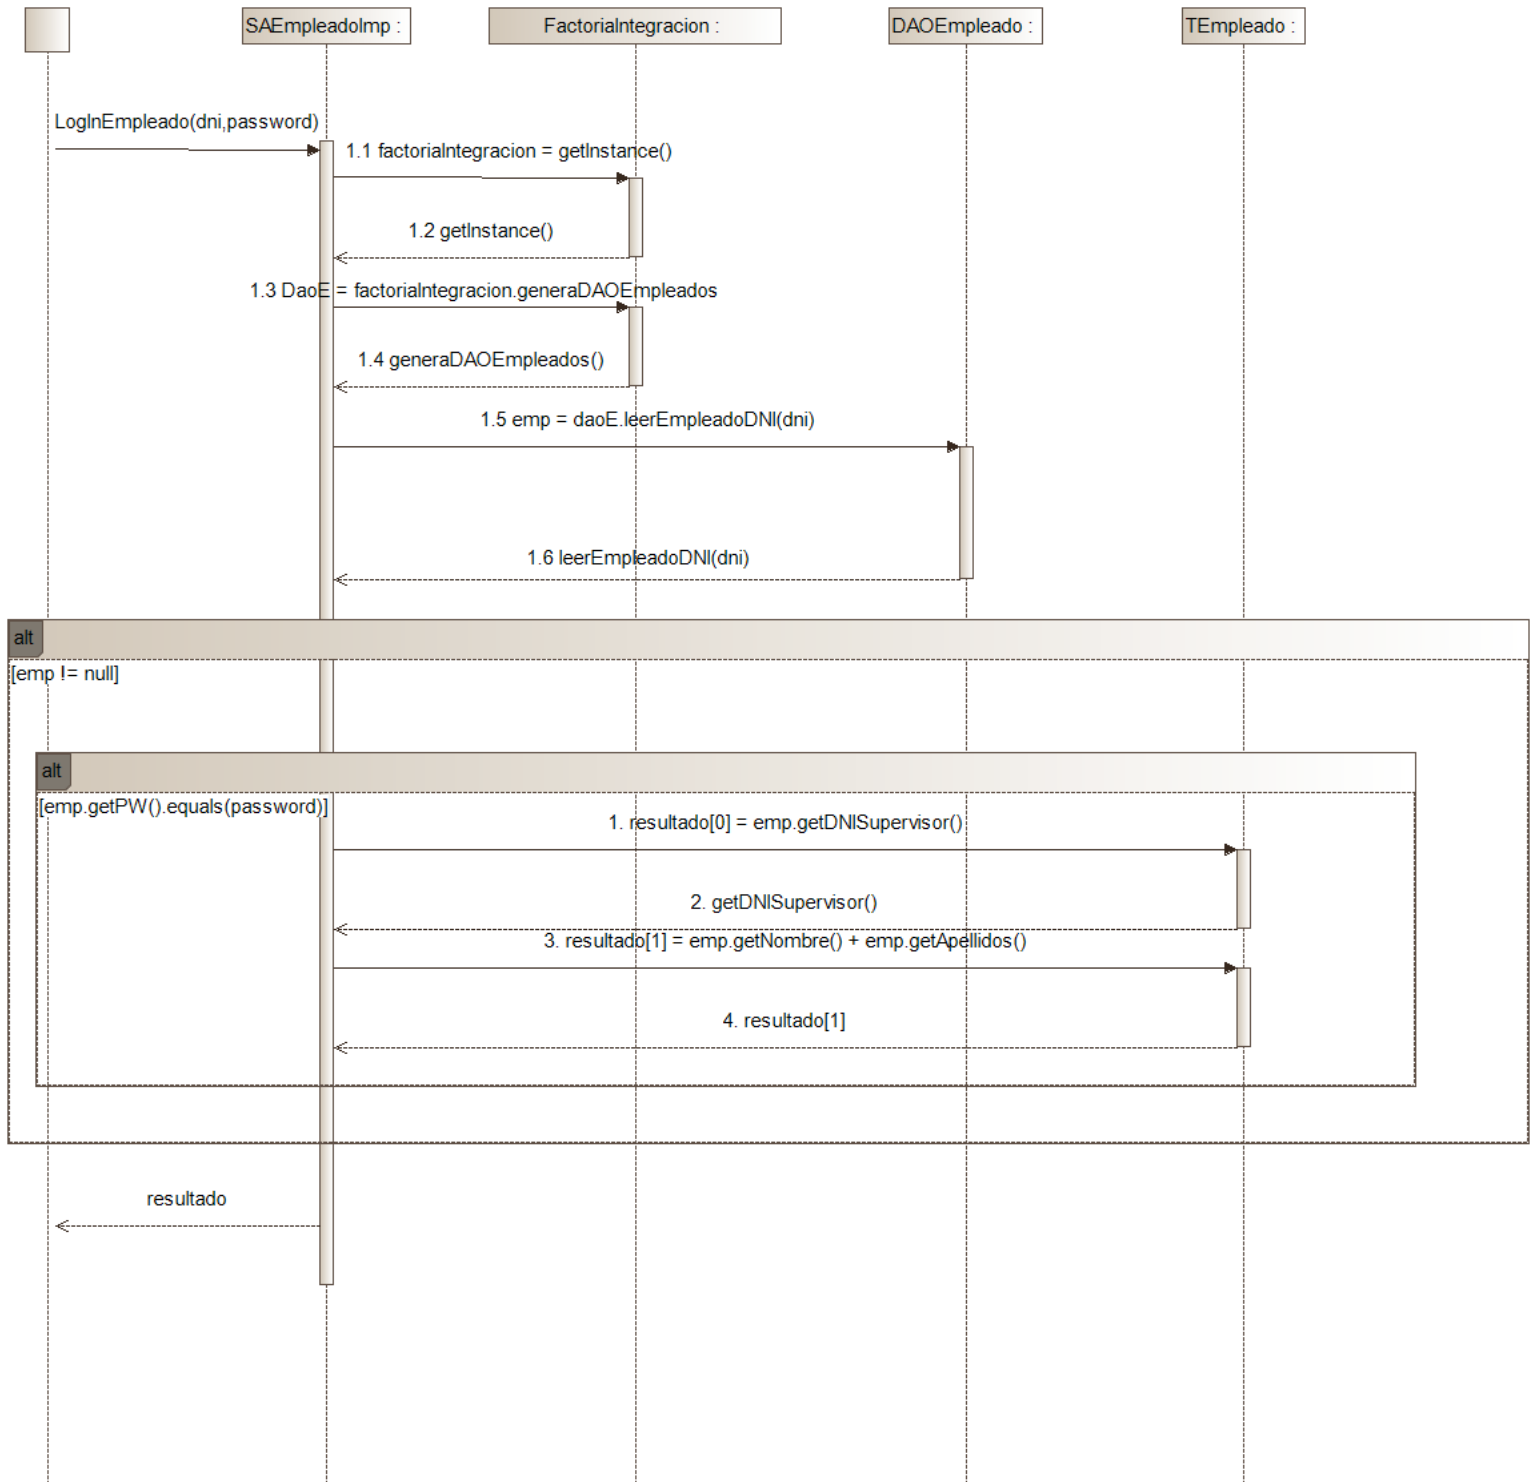 SAEmpleadoImp :
FactoriaIntegracion :
DAOEmpleado :
TEmpleado :
LogInEmpleado(dni,password)
1.1 factoriaIntegracion = getInstance()
1.2 getInstance()
1.3 DaoE = factoriaIntegracion.generaDAOEmpleados
1.4 generaDAOEmpleados()
1.5 emp = daoE.leerEmpleadoDNI(dni)
1.6 leerEmpleadoDNI(dni)
alt
[emp != null]
alt
[emp.getPW().equals(password)]
1. resultado[0] = emp.getDNISupervisor()
2. getDNISupervisor()
3. resultado[1] = emp.getNombre() + emp.getApellidos()
4. resultado[1]
resultado